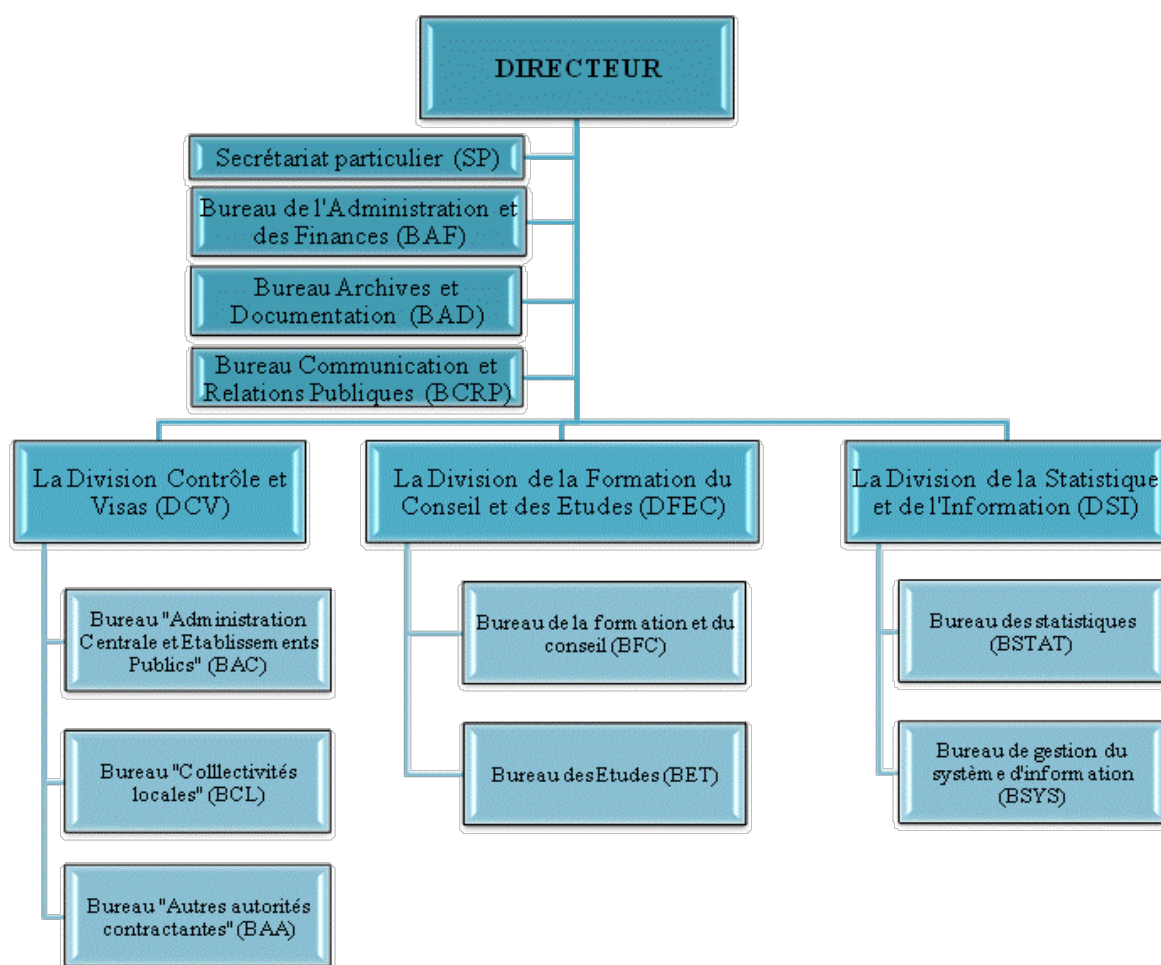 DIRECTEUR
Secrétariat particulier (SP)
Bureau de l'Administration et
des Finances (BAF)
Bureau Archives et
Documentation (BAD)
Bureau Communication et
Relations Publiques (BCRP)
La Division Contrôle et
Visas (DCV)
La Division de la Formation du
Conseil et des Etudes (DFEC)
La Division de la Statistique
et de l'Information (DSI)
Bureau "Administration
Centrale et Etablissements
Publics" (BAC)
Bureau "Colllectivités
locales" (BCL)
Bureau "Autres autorités
contractantes" (BAA)
Bureau de la formation et du
conseil (BFC)
Bureau des Etudes (BET)
Bureau des statistiques
(BSTAT)
Bureau de gestion du
système d'information
(BSYS)